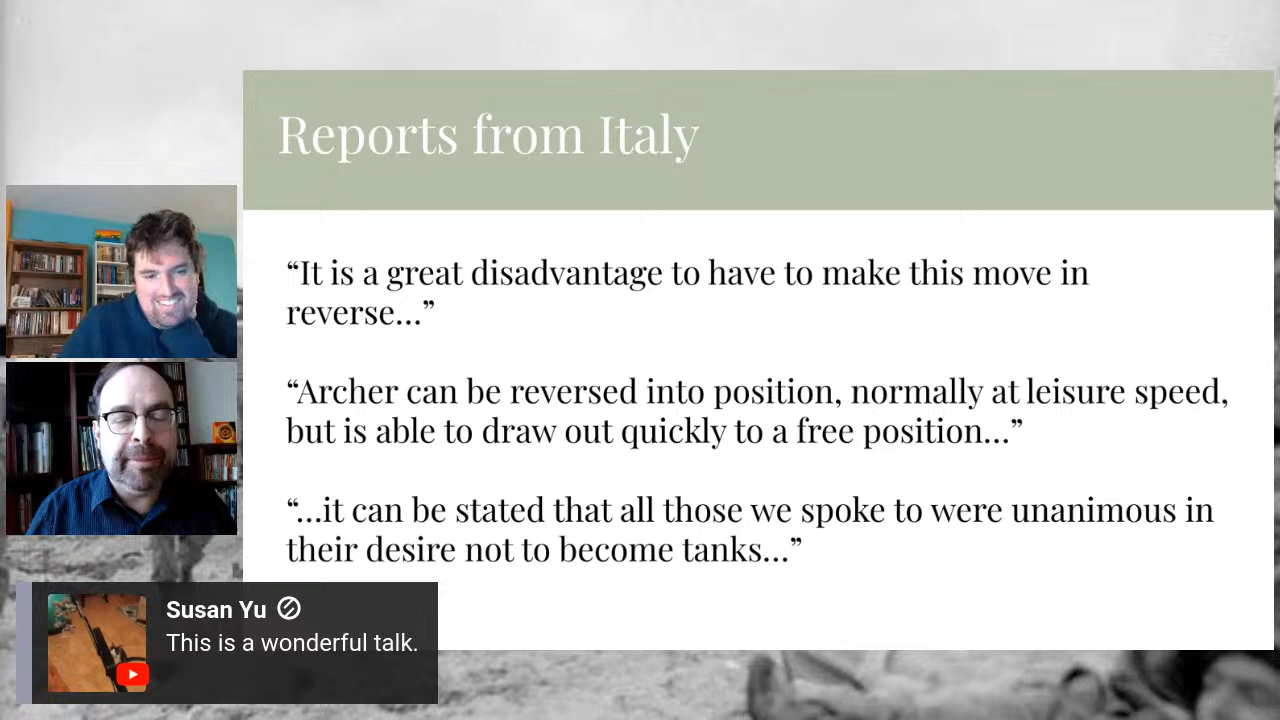 Reports from Italy
“It is a great disadvantage to have to make this move in
reverse...”
“Archer can be reversed into position, normally at leisure speed,
but is able to draw out quickly to a free position...”
“...it can be stated that all those we spoke to were unanimous in
their desire not to become tanks...”
Susan Yu
This is a wonderful talk.